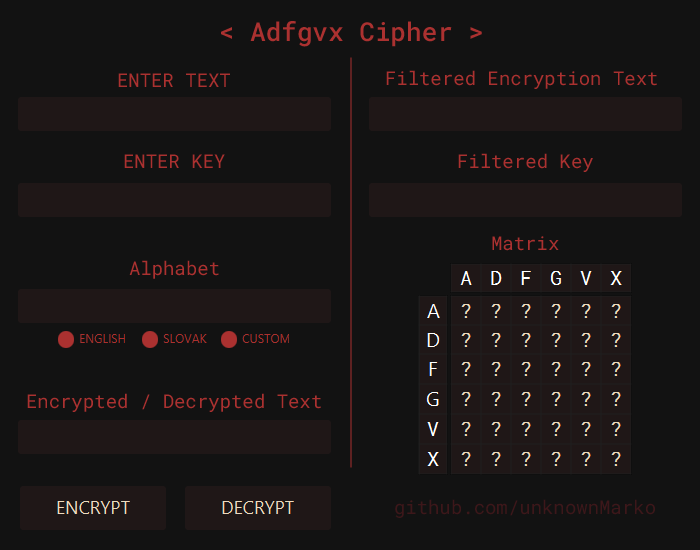 < Adfgvx Cipher >
ENTER TEXT
ENTER KEY
Alphabet
ENGLISH SLOVAK CUSTOM
Encrypted / Decrypted Text
ENCRYPT DECRYPT
Filtered Encryption Text
Filtered Key
Matrix
A D F G V X
A ? ? ? ? ? ?
D ? ? ? ? ? ?
F ? ? ? ? ? ?
G ? ? ? ? ? ?
V ? ? ? ? ? ?
X ? ? ? ? ? ?
github.com/unknownMarko